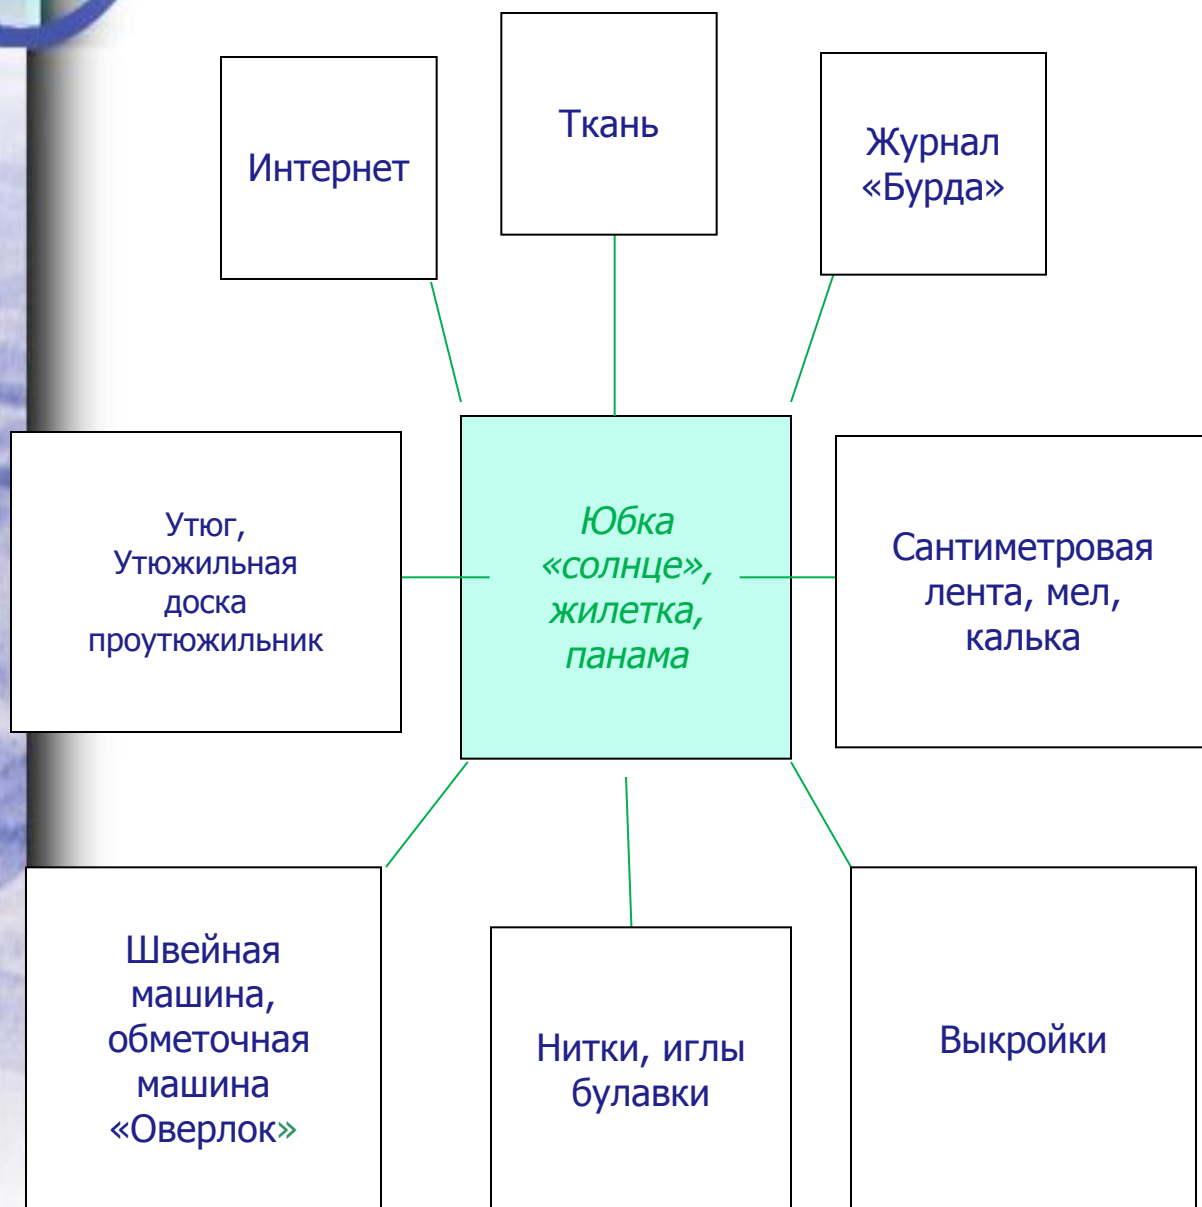 Интернет
Ткань
Журнал
«Бурда»
Утюг,
Утюжильная
доска
проутюжильник
Юбка
«солнце»,
жилетка,
панама
Сантиметровая
лента, мел,
калька
Швейная
машина,
обметочная
машина
«Оверлок»
Нитки, иглы
булавки
Выкройки